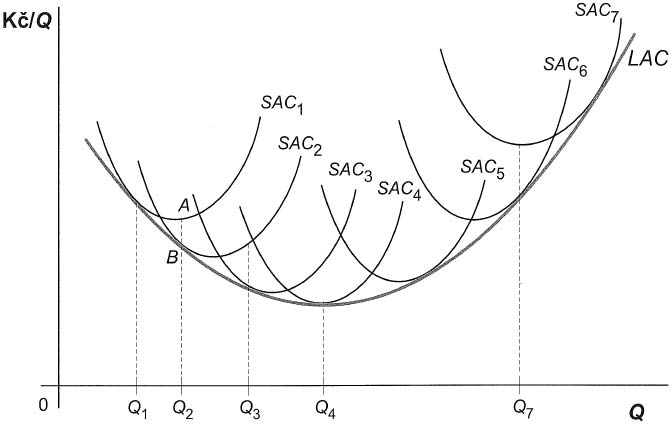 Kč/Q
SAC7
LAC
SAC6
SAC1
SAC2
SAC3
SAC4
SAC5
A
B
0
Q1
Q2
Q3
Q4
Q7
Q